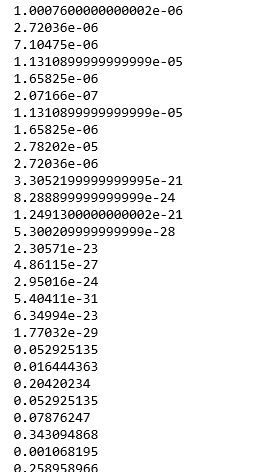 1.0007600000000002e-06
2.72036e-06
7.10475e-06
1.1310899999999999e-05
1.65825e-06
2.07166e-07
1.1310899999999999e-05
1.65825e-06
2.78202e-05
2.72036e-06
3.3052199999999995e-21
8.288899999999999e-24
1.2491300000000002e-21
5.300209999999999e-28
2.30571e-23
4.86115e-27
2.95016e-24
5.40411e-31
6.34994e-23
1.77032e-29
0.052925135
0.016444363
0.20420234
0.052925135
0.07876247
0.343094868
0.001068195
0.258958966